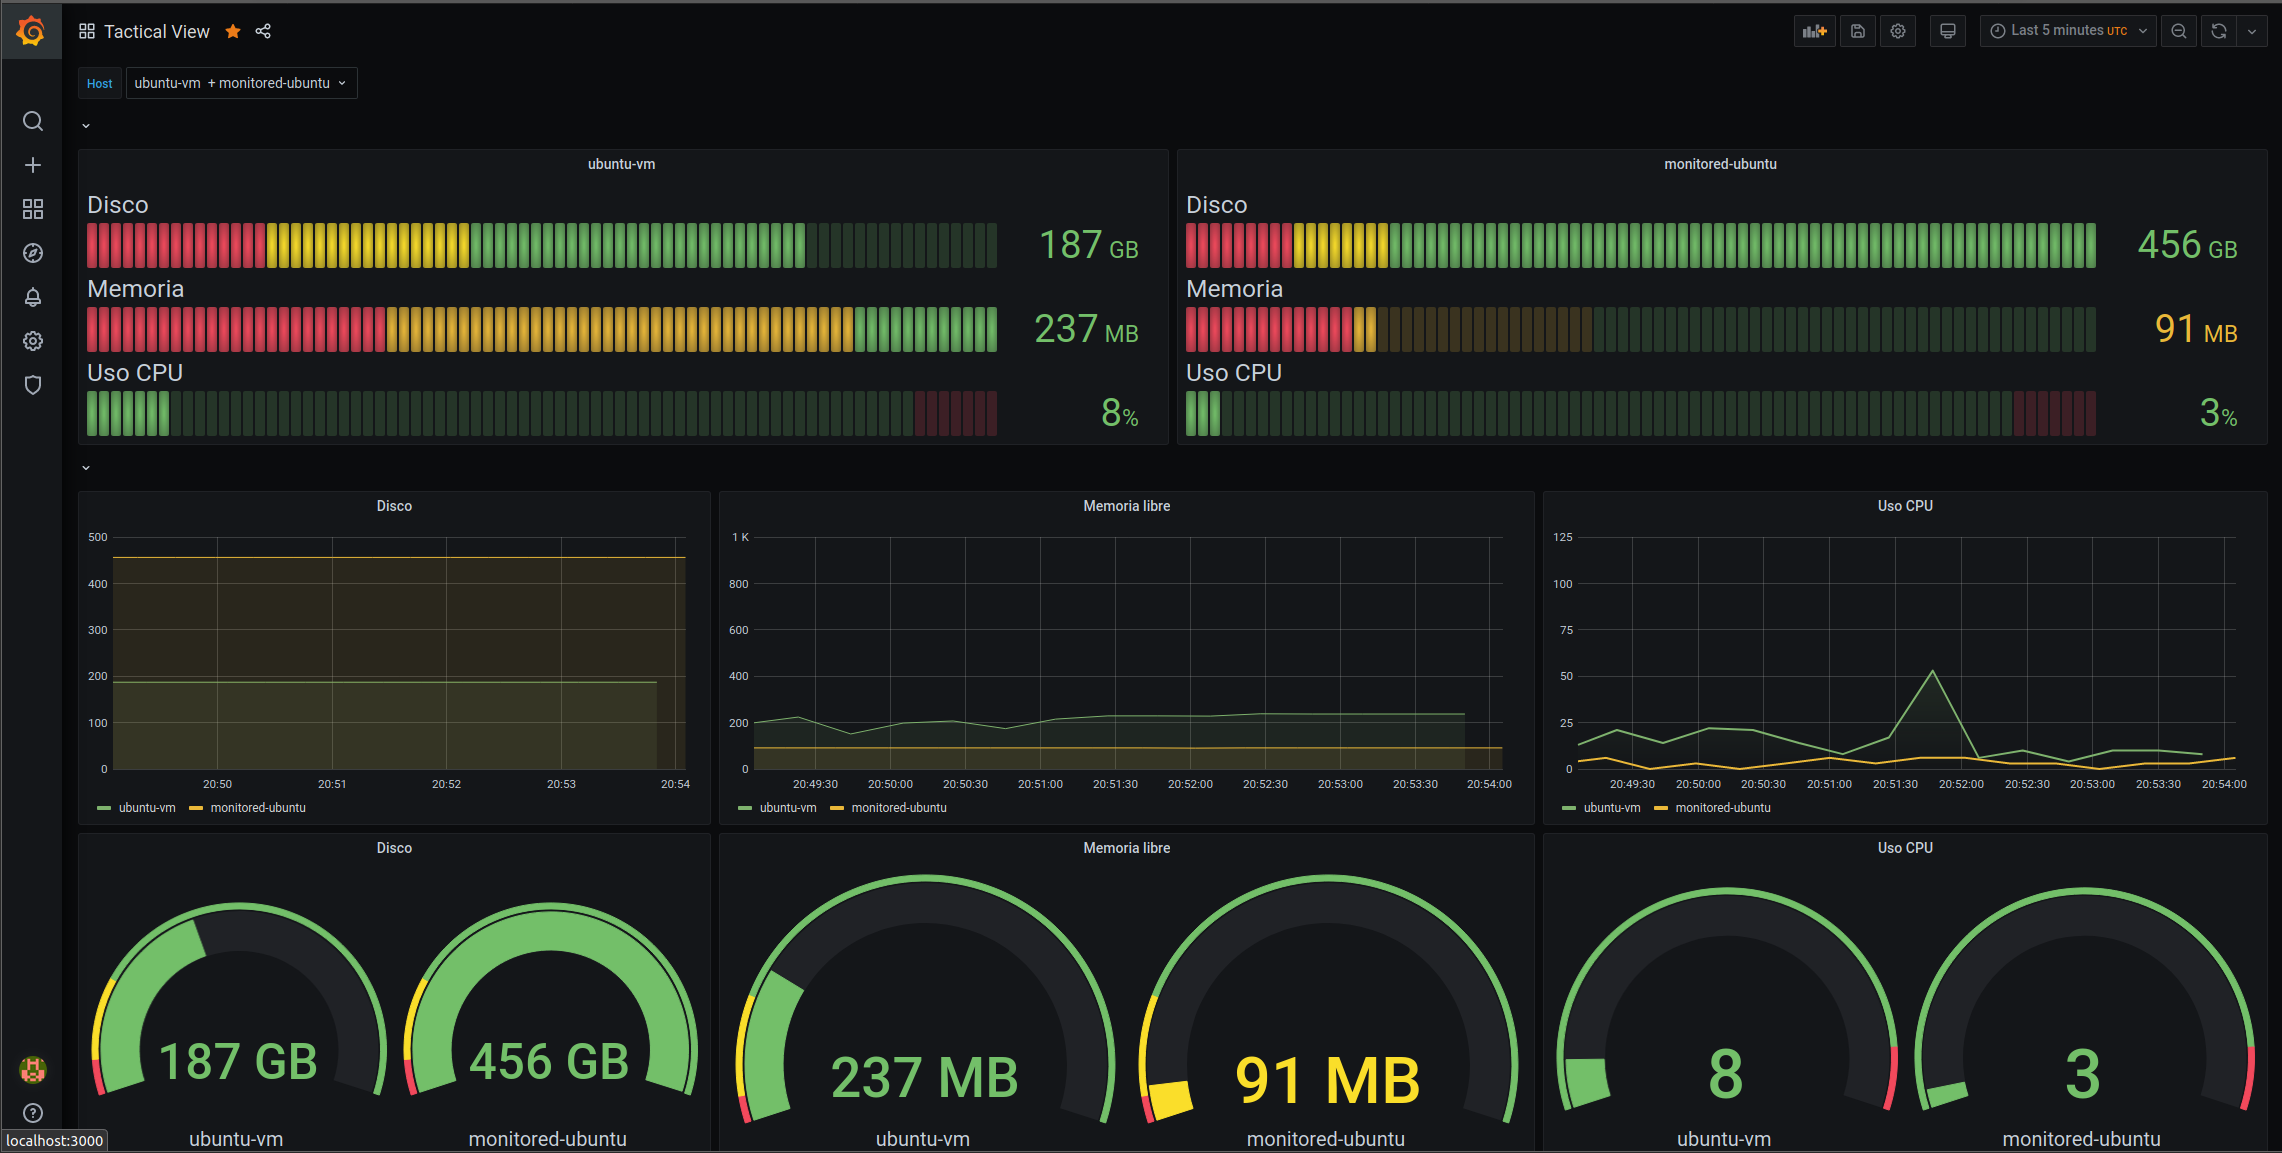 Tactical View
Last 5 minutes UTC
Host
ubuntu-vm + monitored-ubuntu
ubuntu-vm
Disco
187 GB
Memoria
237 MB
Uso CPU
8%
monitored-ubuntu
Disco
456 GB
Memoria
91 MB
Uso CPU
3%
Disco
500
400
300
200
100
0
20:50 20:51 20:52 20:53 20:54
ubuntu-vm monitored-ubuntu
Memoria libre
1 K
800
600
400
200
0
20:49:30 20:50:00 20:50:30 20:51:00 20:51:30 20:52:00 20:52:30 20:53:00 20:53:30 20:54:00
ubuntu-vm monitored-ubuntu
Uso CPU
125
100
75
50
25
0
20:49:30 20:50:00 20:50:30 20:51:00 20:51:30 20:52:00 20:52:30 20:53:00 20:53:30 20:54:00
ubuntu-vm monitored-ubuntu
Disco
187 GB
ubuntu-vm
456 GB
monitored-ubuntu
Memoria libre
237 MB
ubuntu-vm
91 MB
monitored-ubuntu
Uso CPU
8
ubuntu-vm
3
monitored-ubuntu
localhost:3000